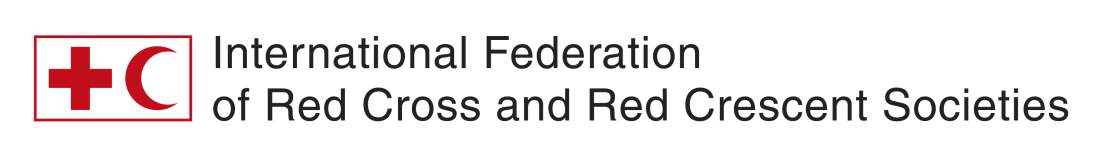 International Federation
of Red Cross and Red Crescent Societies